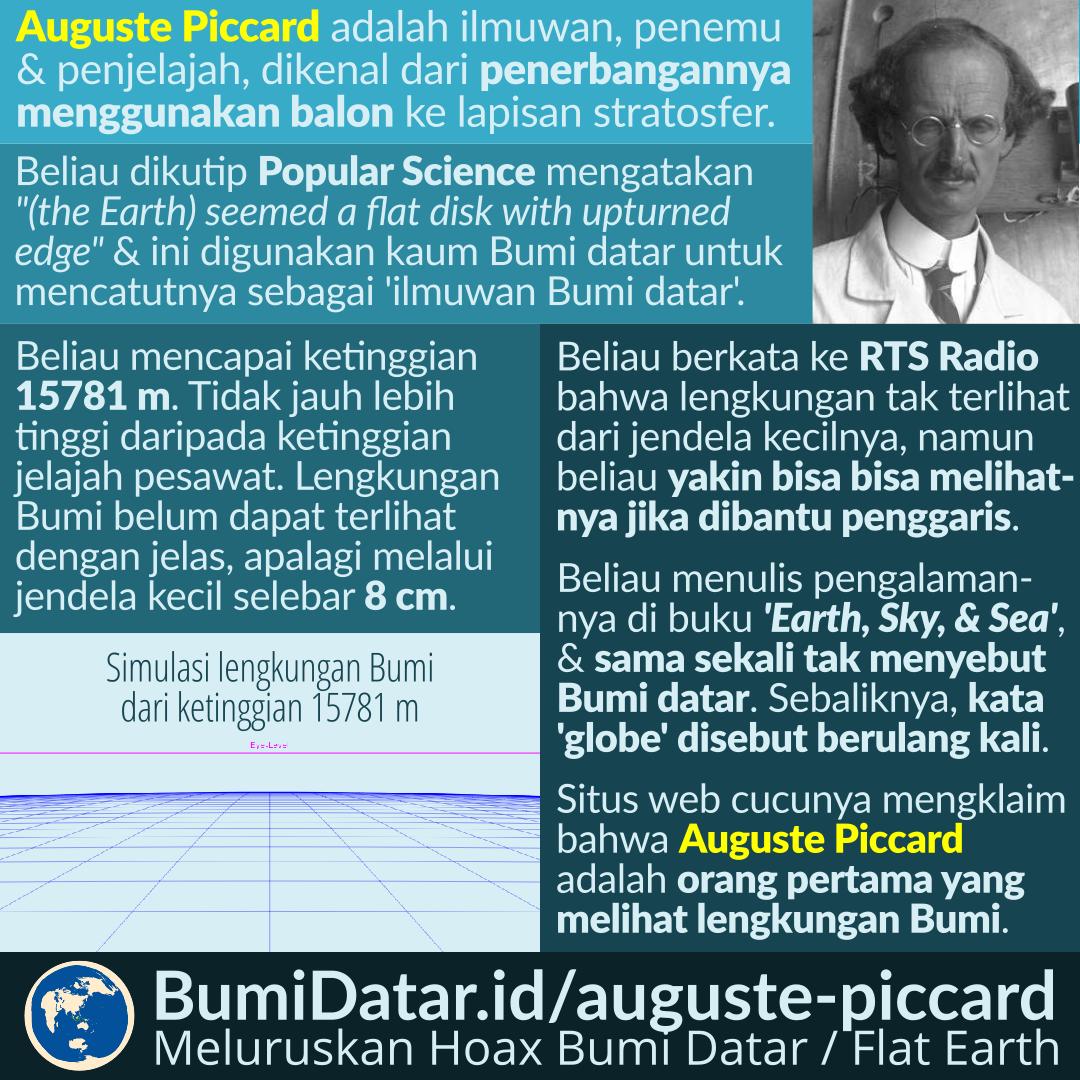 Auguste Piccard adalah ilmuwan, penemu
& penjelajah, dikenal dari penerbangannya
menggunakan balon ke lapisan stratosfer.
Beliau dikutip Popular Science mengatakan
"(the Earth) seemed a flat disk with upturned
edge" & ini digunakan kaum Bumi datar untuk
mencatutnya sebagai 'ilmuwan Bumi datar'.
Beliau mencapai ketinggian
15781 m. Tidak jauh lebih
tinggi daripada ketinggian
jelajah pesawat. Lengkungan
Bumi belum dapat terlihat
dengan jelas, apalagi melalui
jendela kecil selebar 8 cm.
Simulasi lengkungan Bumi
dari ketinggian 15781 m
Eye-Level
Beliau berkata ke RTS Radio
bahwa lengkungan tak terlihat
dari jendela kecilnya, namun
beliau yakin bisa bisa melihat-
nya jika dibantu penggaris.
Beliau menulis pengalaman-
nya di buku 'Earth, Sky, & Sea',
& sama sekali tak menyebut
Bumi datar. Sebaliknya, kata
'globe' disebut berulang kali.
Situs web cucunya mengklaim
bahwa Auguste Piccard
adalah orang pertama yang
melihat lengkungan Bumi.
BumiDatar.id/auguste-piccard
Meluruskan Hoax Bumi Datar / Flat Earth